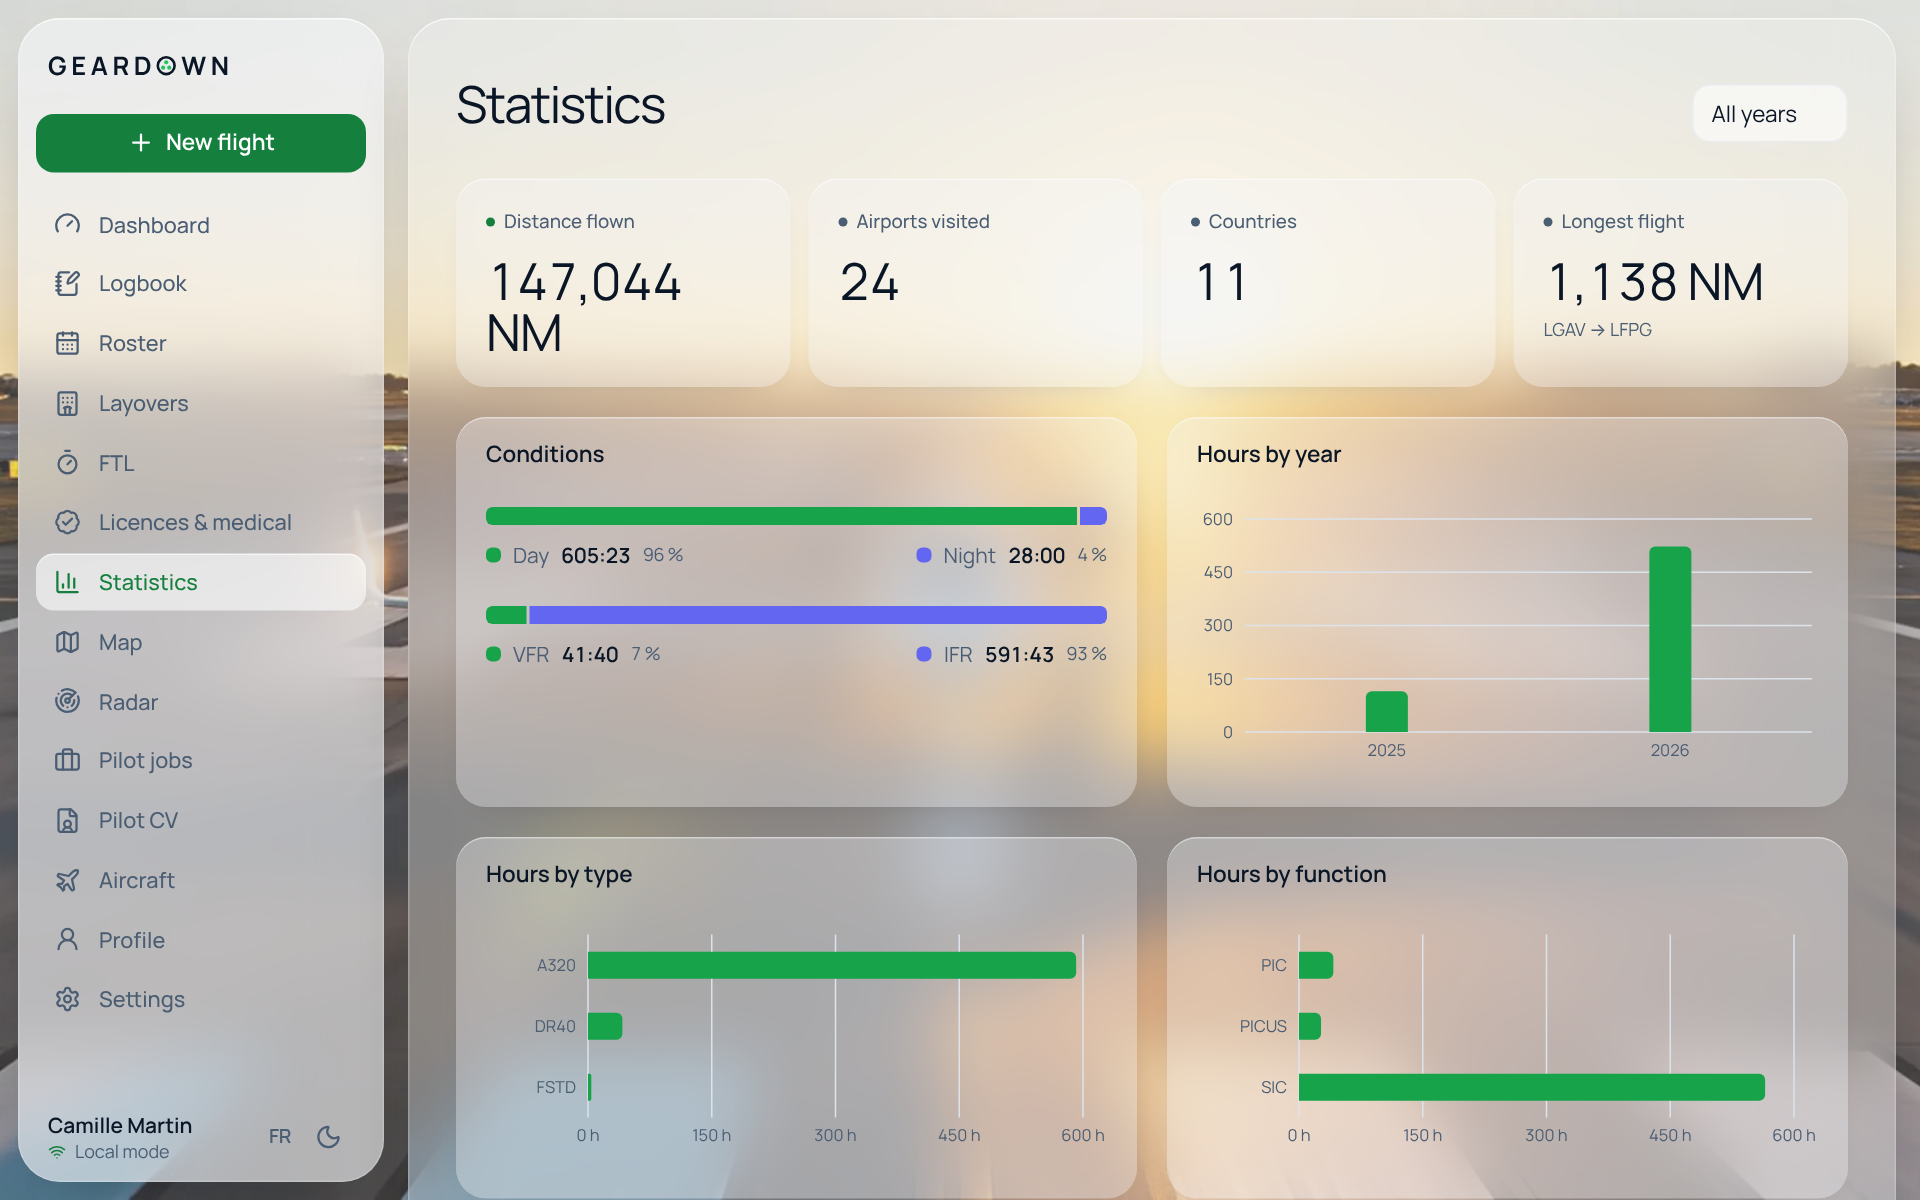 GEARDOWN
New flight
Dashboard
Logbook
Roster
Layovers
FTL
Licences & medical
Statistics
Map
Radar
Pilot jobs
Pilot CV
Aircraft
Profile
Settings
Camille Martin
Local mode
FR
Statistics
All years
Distance flown
147,044
NM
Airports visited
24
Countries
11
Longest flight
1,138 NM
LGAV → LFPG
Conditions
Day 605:23 96 %
Night 28:00 4 %
VFR 41:40 7 %
IFR 591:43 93 %
Hours by year
600
450
300
150
0
2025
2026
Hours by type
A320
DR40
FSTD
0 h
150 h
300 h
450 h
600 h
Hours by function
PIC
PICUS
SIC
0 h
150 h
300 h
450 h
600 h